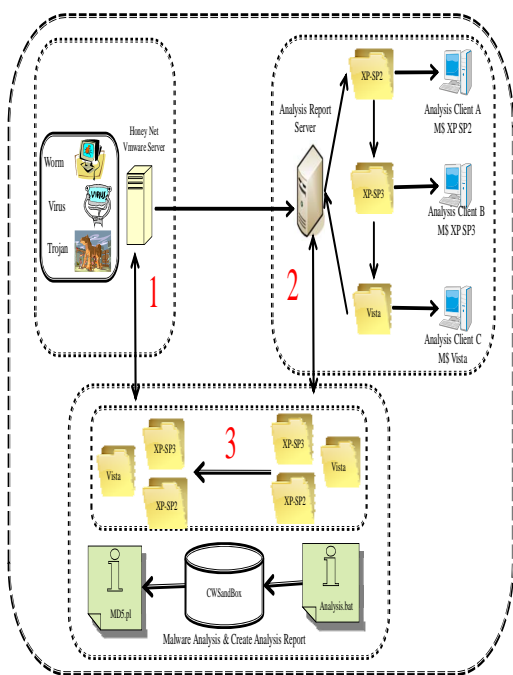 Honey Net
Vmware Server
Worm
Virus
VIRUS
Trojan
1
Analysis Report
Server
2
XP-SP2
Analysis Client A
MS XP SP2
XP-SP3
Analysis Client B
MS XP SP3
Vista
Analysis Client C
MS Vista
3
Vista
XP-SP3
XP-SP2
XP-SP3
Vista
XP-SP2
MD5.pl
CWSandBox
Analysis.bat
Malware Analysis & Create Analysis Report